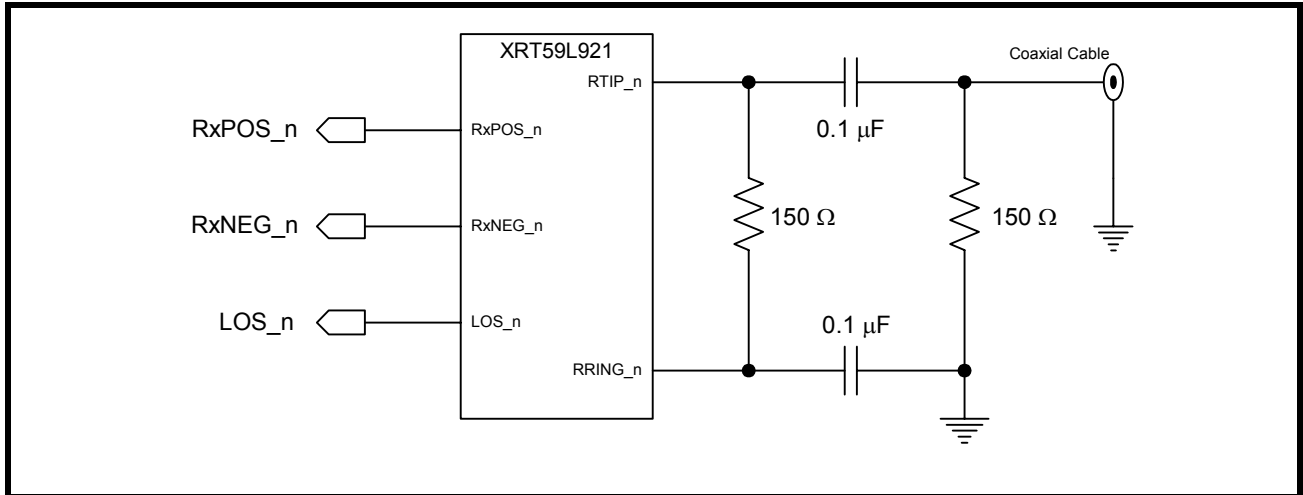 XRT59L921
Coaxial Cable
RTIP_n
RxPOS_n
RxPOS_n
0.1 μF
RxNEG_n
RxNEG_n
150 Ω
150 Ω
LOS_n
LOS_n
0.1 μF
RRING_n